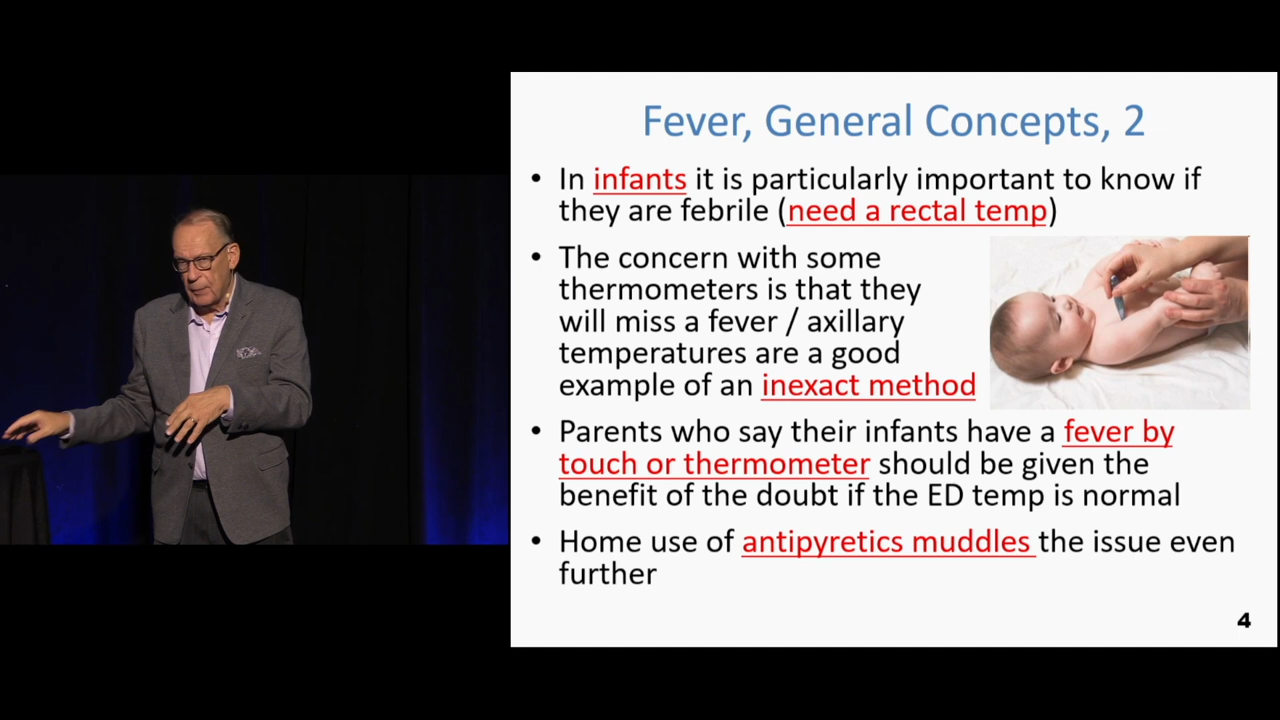 Fever, General Concepts, 2
• In infants it is particularly important to know if
they are febrile (need a rectal temp)
• The concern with some
thermometers is that they
will miss a fever / axillary
temperatures are a good
example of an inexact method
• Parents who say their infants have a fever by
touch or thermometer should be given the
benefit of the doubt if the ED temp is normal
• Home use of antipyretics muddles the issue even
further
4